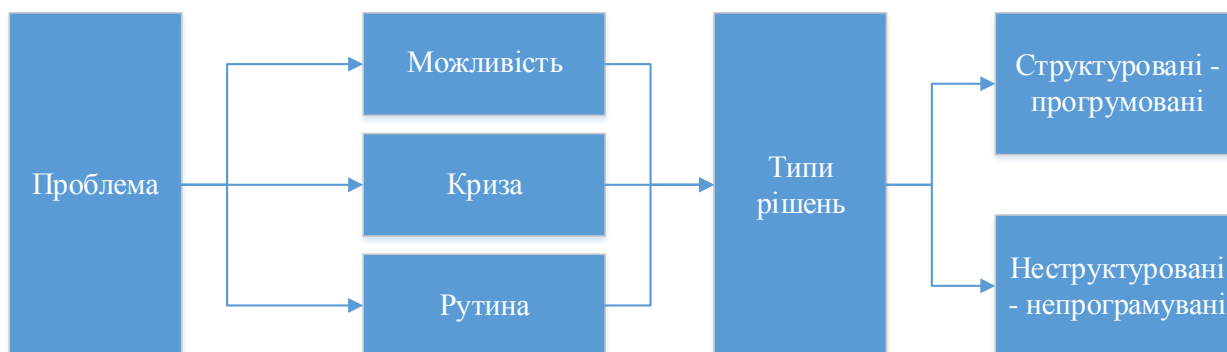 Проблема
Можливість
Криза
Рутина
Типи
рішень
Структуровані -
прогрумовані
Неструктуровані
- непрограмувані